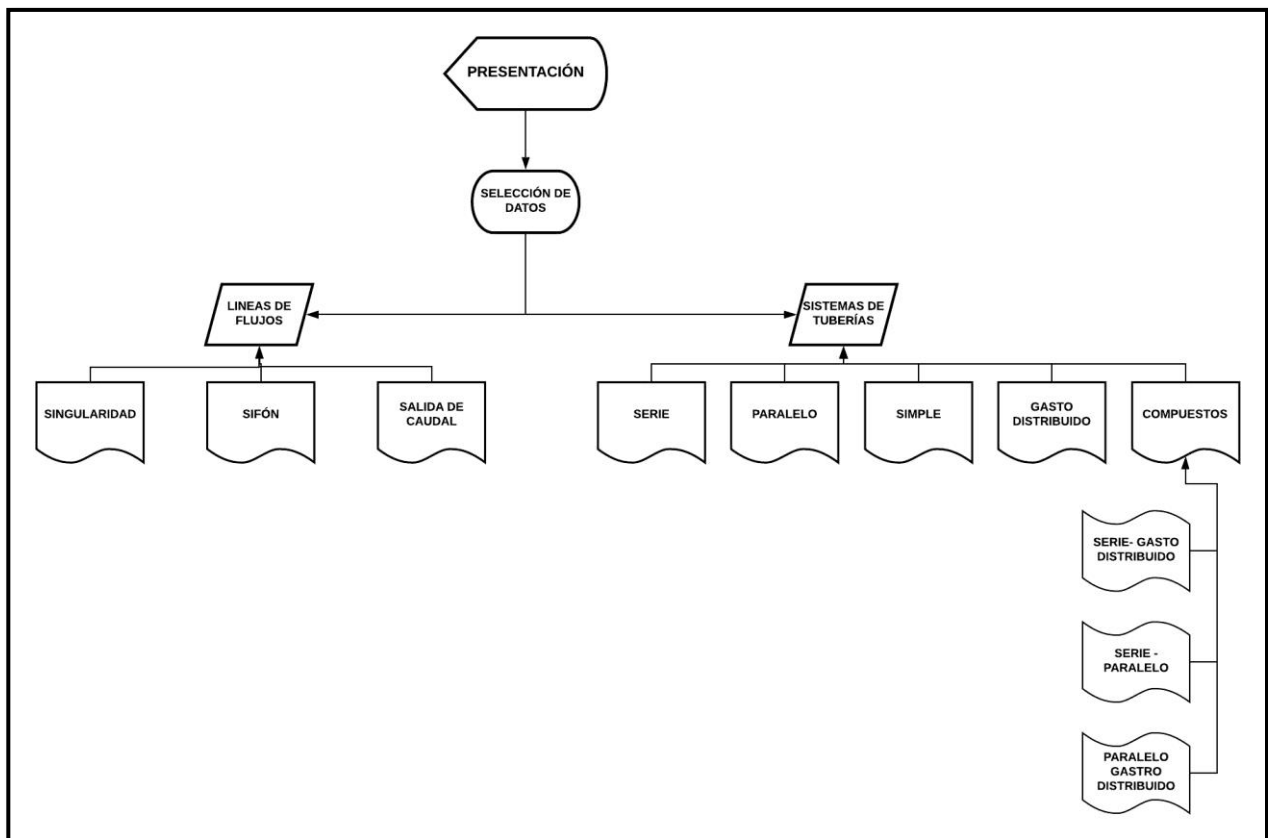 PRESENTACIÓN
SELECCIÓN DE
DATOS
LINEAS DE
FLUJOS
SISTEMAS DE
TUBERÍAS
SINGULARIDAD
SIFÓN
SALIDA DE
CAUDAL
SERIE
PARALELO
SIMPLE
GASTO
DISTRIBUIDO
COMPUESTOS
SERIE- GASTO
DISTRIBUIDO
SERIE -
PARALELO
PARALELO
GASTRO
DISTRIBUIDO